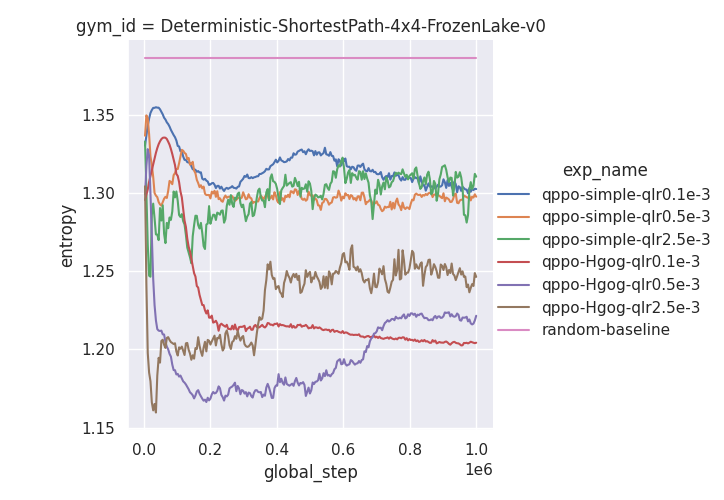 gym_id = Deterministic-ShortestPath-4x4-FrozenLake-v0
entropy
1.35
1.30
1.25
1.20
1.15
0.0 0.2 0.4 0.6 0.8 1.0
1e6
global_step
exp_name
qppo-simple-qlr0.1e-3
qppo-simple-qlr0.5e-3
qppo-simple-qlr2.5e-3
qppo-Hgog-qlr0.1e-3
qppo-Hgog-qlr0.5e-3
qppo-Hgog-qlr2.5e-3
random-baseline